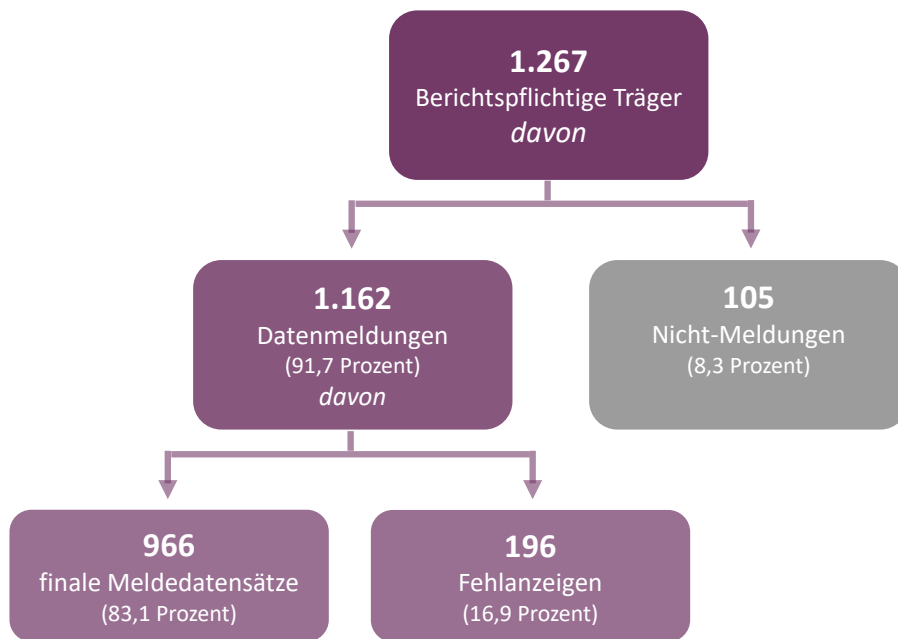 1.267
Berichtspflichtige Träger
davon
1.162
Datenmeldungen
(91,7 Prozent)
davon
105
Nicht-Meldungen
(8,3 Prozent)
966
finale Meldedatensätze
(83,1 Prozent)
196
Fehlanzeigen
(16,9 Prozent)